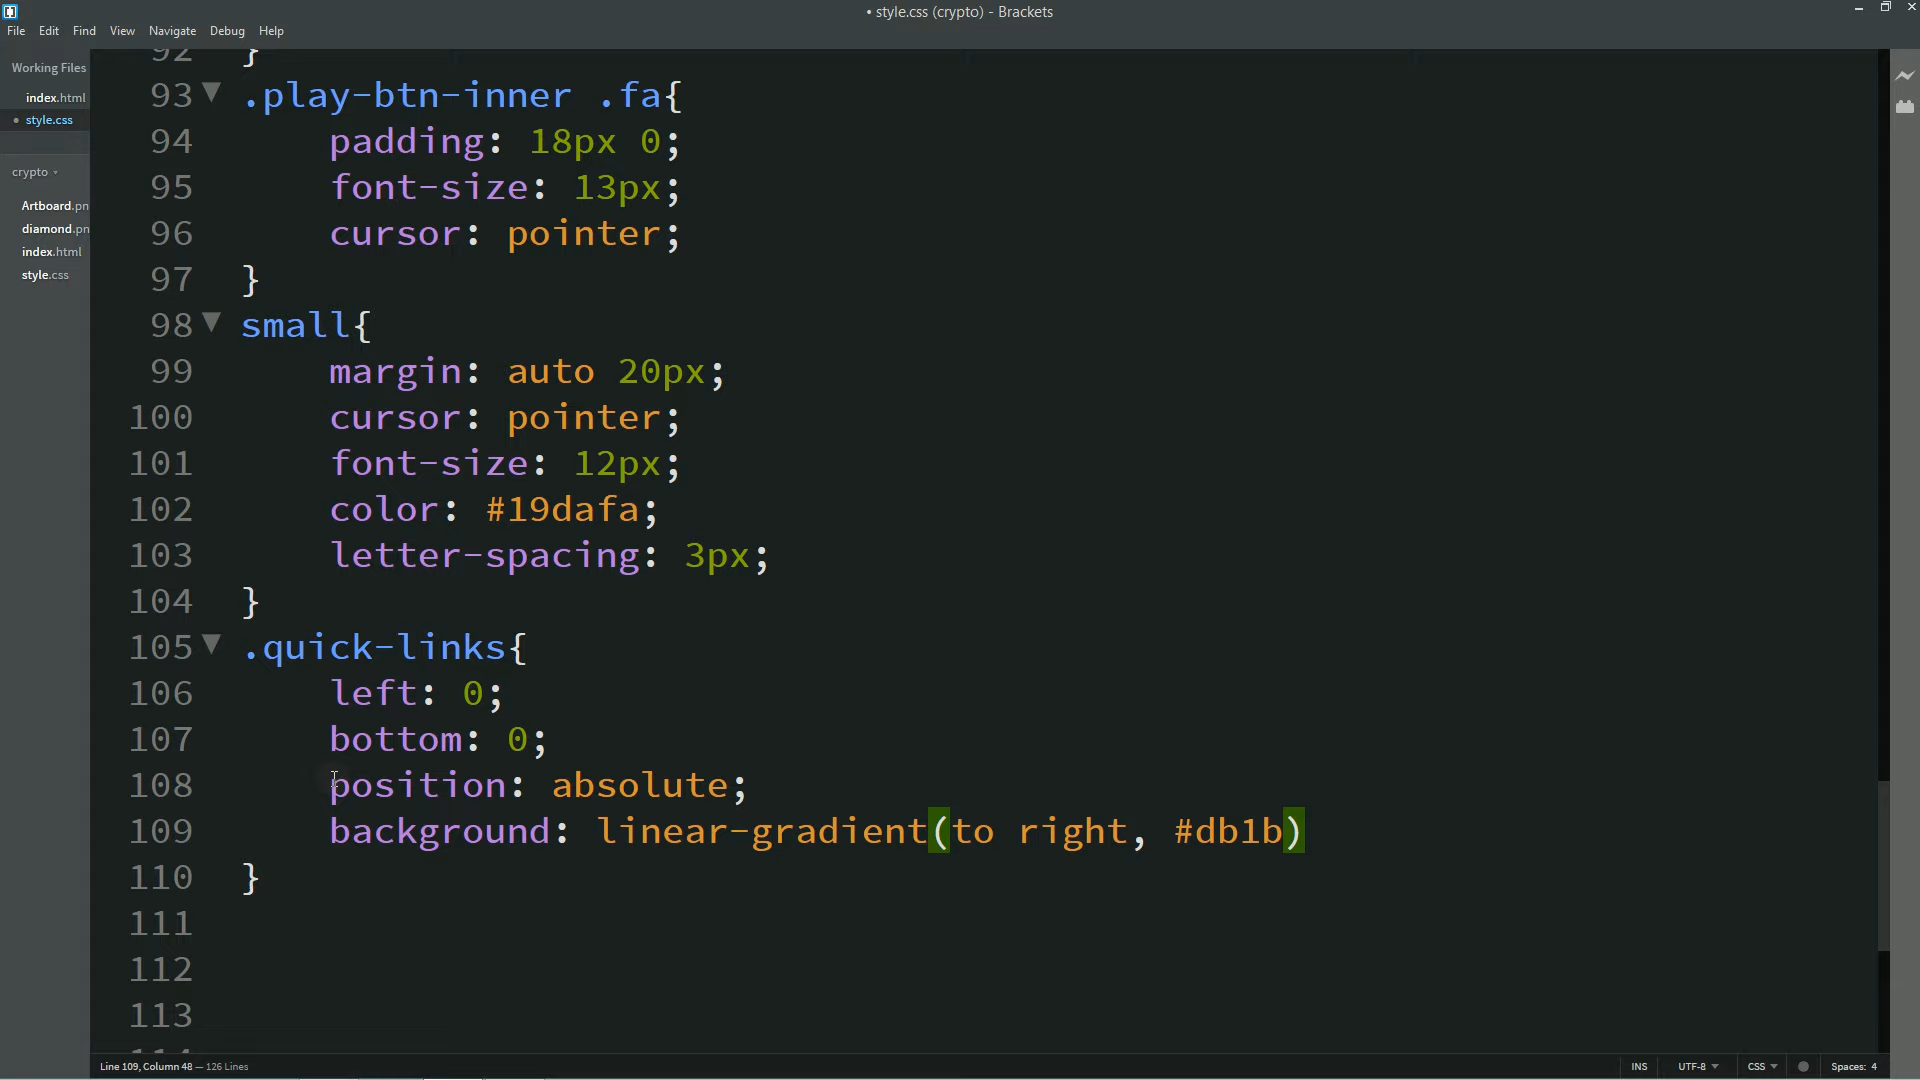 • style.css (crypto) - Brackets
File Edit Find View Navigate Debug Help
Working Files
index.html
• style.css
crypto
Artboard.pn
diamond.pn
index.html
style.css
92 }
93 .play-btn-inner .fa{
94 padding: 18px 0;
95 font-size: 13px;
96 cursor: pointer;
97 }
98 small{
99 margin: auto 20px;
100 cursor: pointer;
101 font-size: 12px;
102 color: #19dafa;
103 letter-spacing: 3px;
104 }
105 .quick-links{
106 left: 0;
107 bottom: 0;
108 position: absolute;
109 background: linear-gradient(to right, #db1b)
110 }
111
112
113
114
Line 109, Column 48 — 126 Lines
INS UTF-8 CSS Spaces: 4